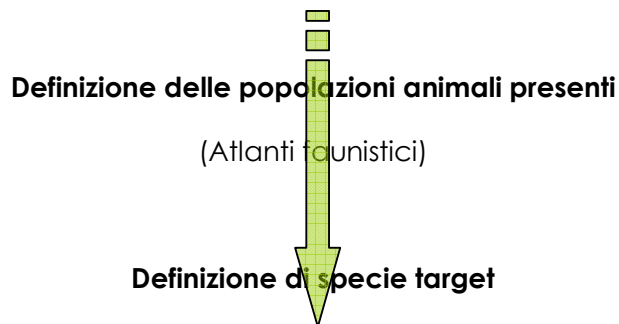 Definizione delle popolazioni animali presenti
(Atlanti faunistici)
Definizione di specie target